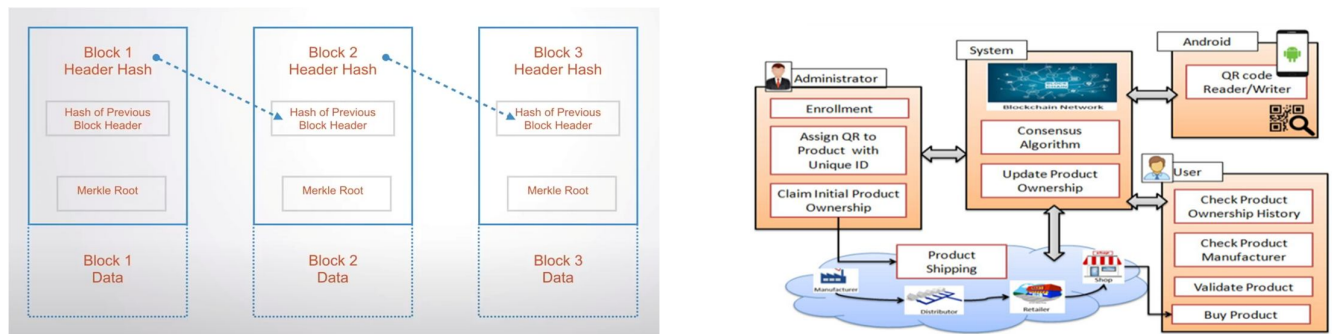 Block 1
Header Hash
Hash of Previous
Block Header
Merkle Root
Block 1
Data
Block 2
Header Hash
Hash of Previous
Block Header
Merkle Root
Block 2
Data
Block 3
Header Hash
Hash of Previous
Block Header
Merkle Root
Block 3
Data
Administrator
Enrollment
Assign QR to
Product with
Unique ID
Claim Initial Product
Ownership
System
Blockchain Network
Consensus
Algorithm
Update Product
Ownership
Android
QR code
Reader/Writer
User
Check Product
Ownership History
Check Product
Manufacturer
Validate Product
Buy Product
Product
Shipping
Manufacturer
Distributor
Retailer
Shop